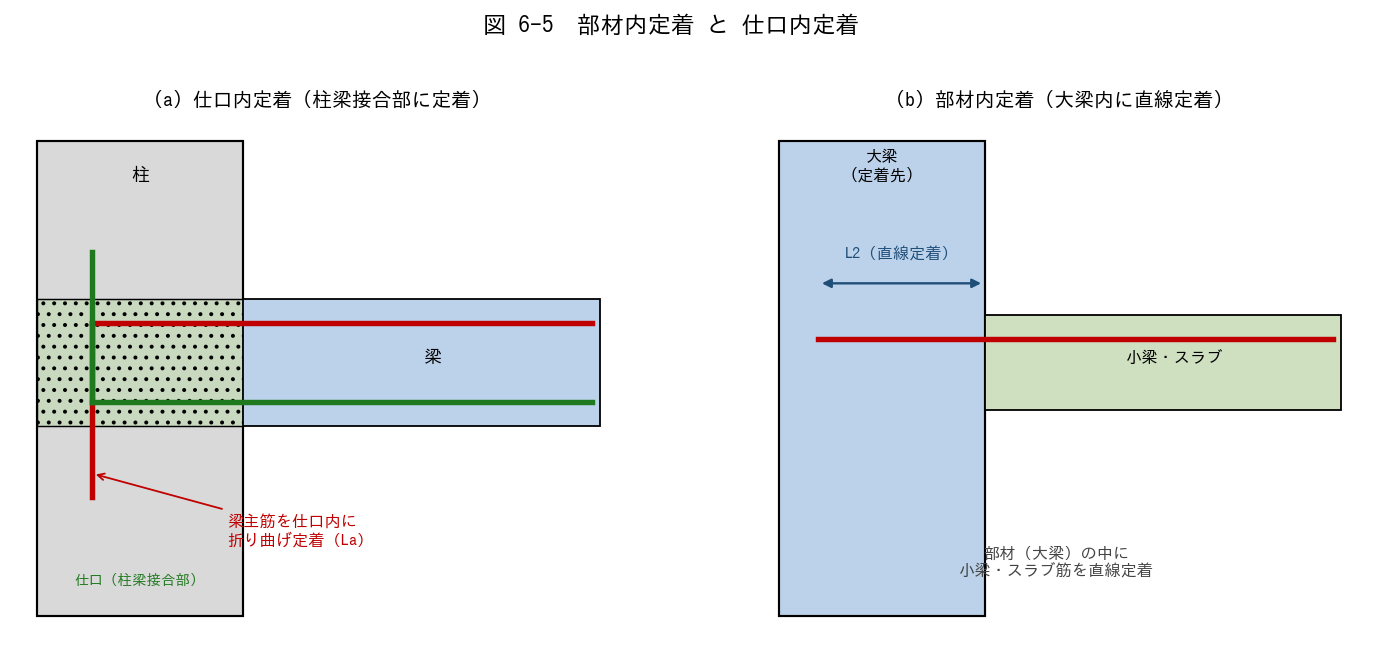 図 6-5 部材内定着 と 仕口内定着
(a) 仕口内定着（柱梁接合部に定着）
柱
梁
梁主筋を仕口内に
折り曲げ定着（La）
仕口（柱梁接合部）
(b) 部材内定着（大梁内に直線定着）
大梁
（定着先）
L2（直線定着）
小梁・スラブ
部材（大梁）の中に
小梁・スラブ筋を直線定着